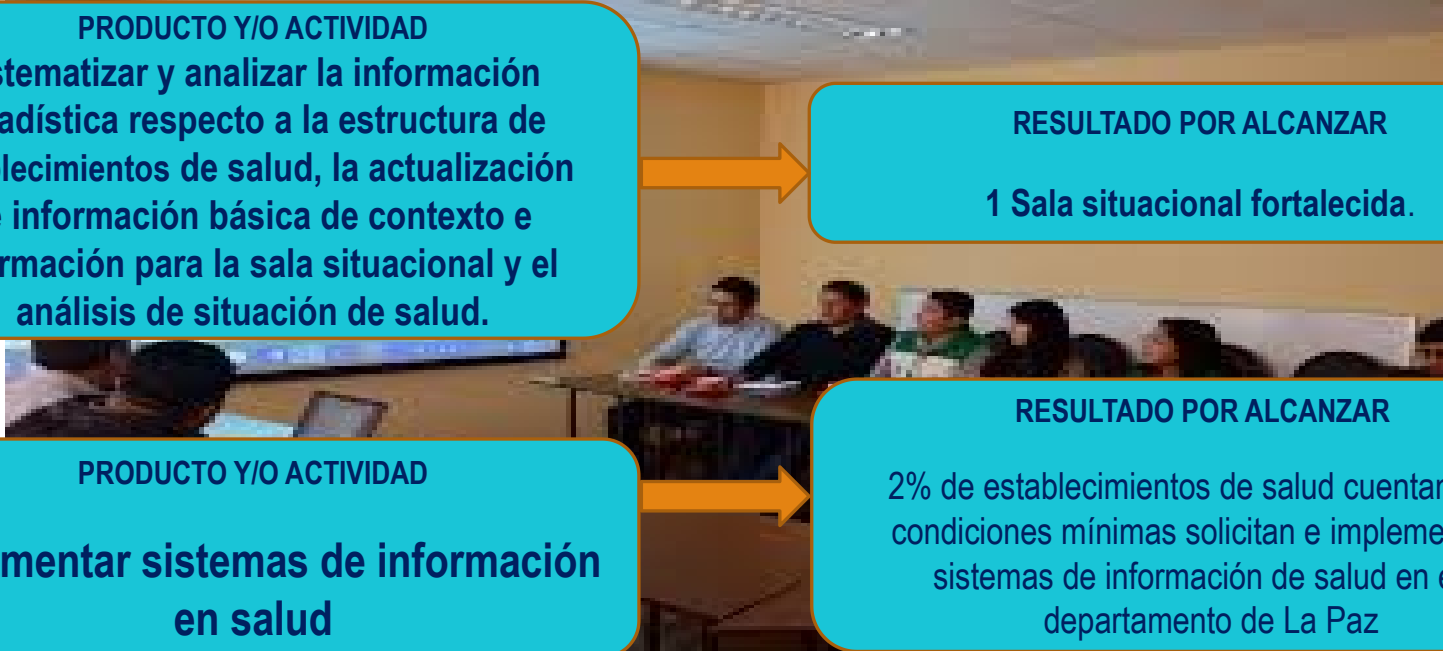 PRODUCTO Y/O ACTIVIDAD
stematizar y analizar la información
adística respecto a la estructura de
lecimientos de salud, la actualización
información básica de contexto e
rmación para la sala situacional y el
análisis de situación de salud.
RESULTADO POR ALCANZAR
1 Sala situacional fortalecida.
PRODUCTO Y/O ACTIVIDAD
mentar sistemas de información
en salud
RESULTADO POR ALCANZAR
2% de establecimientos de salud cuentan
condiciones mínimas solicitan e impleme
sistemas de información de salud en e
departamento de La Paz